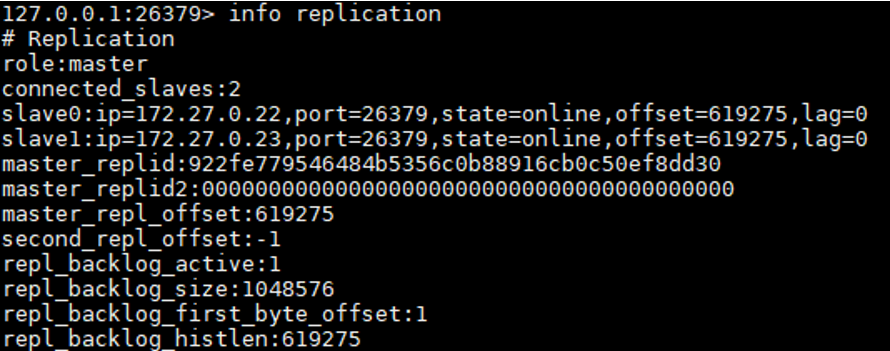 127.0.0.1:26379> info replication
# Replication
role:master
connected_slaves:2
slave0:ip=172.27.0.22,port=26379,state=online,offset=619275,lag=0
slave1:ip=172.27.0.23,port=26379,state=online,offset=619275,lag=0
master_replid:922fe779546484b5356c0b88916cb0c50ef8dd30
master_replid2:0000000000000000000000000000000000000000
master_repl_offset:619275
second_repl_offset:-1
repl_backlog_active:1
repl_backlog_size:1048576
repl_backlog_first_byte_offset:1
repl_backlog_histlen:619275